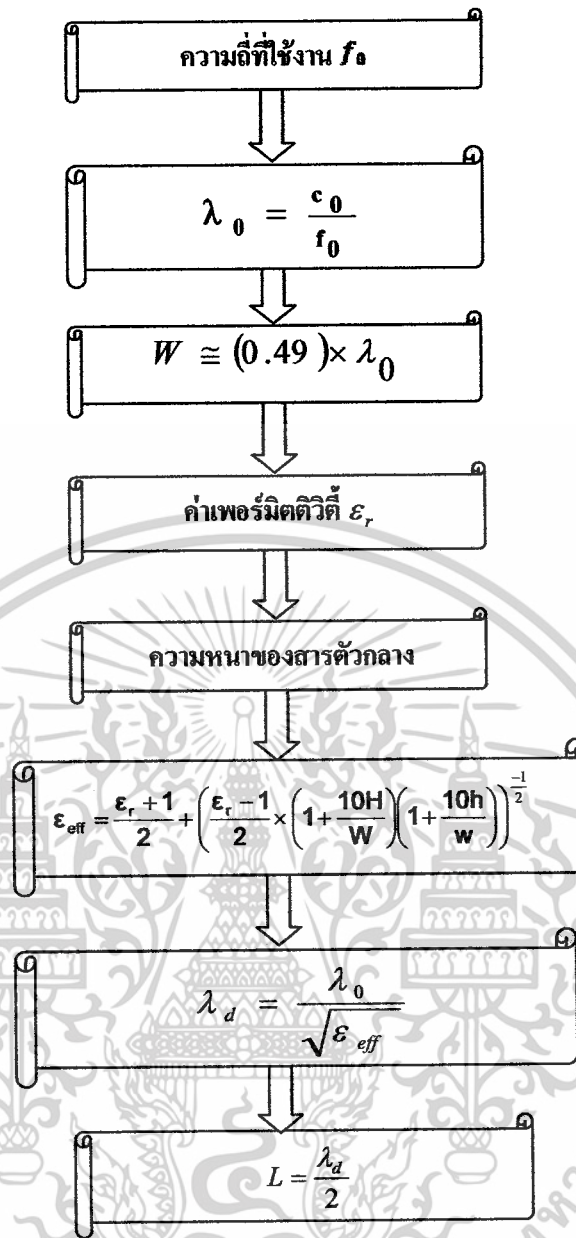 ความถี่ที่ใช้งาน f₀
λ₀ = c₀ / f₀
W ≅ (0.49) × λ₀
ค่าเพอร์มิตติวิตี้ εᵣ
ความหนาของสารตัวกลาง
ε_eff = (εᵣ + 1)/2 + ((εᵣ − 1)/2 × (1 + 10H/W)(1 + 10h/w))^(−1/2)
λ_d = λ₀ / √ε_eff
L = λ_d / 2